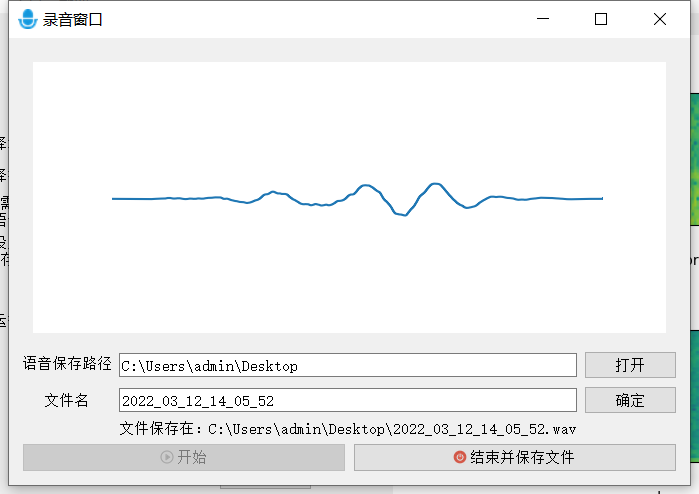 录音窗口
语音保存路径 C:\Users\admin\Desktop 打开
文件名 2022_03_12_14_05_52 确定
文件保存在：C:\Users\admin\Desktop\2022_03_12_14_05_52.wav
开始 结束并保存文件